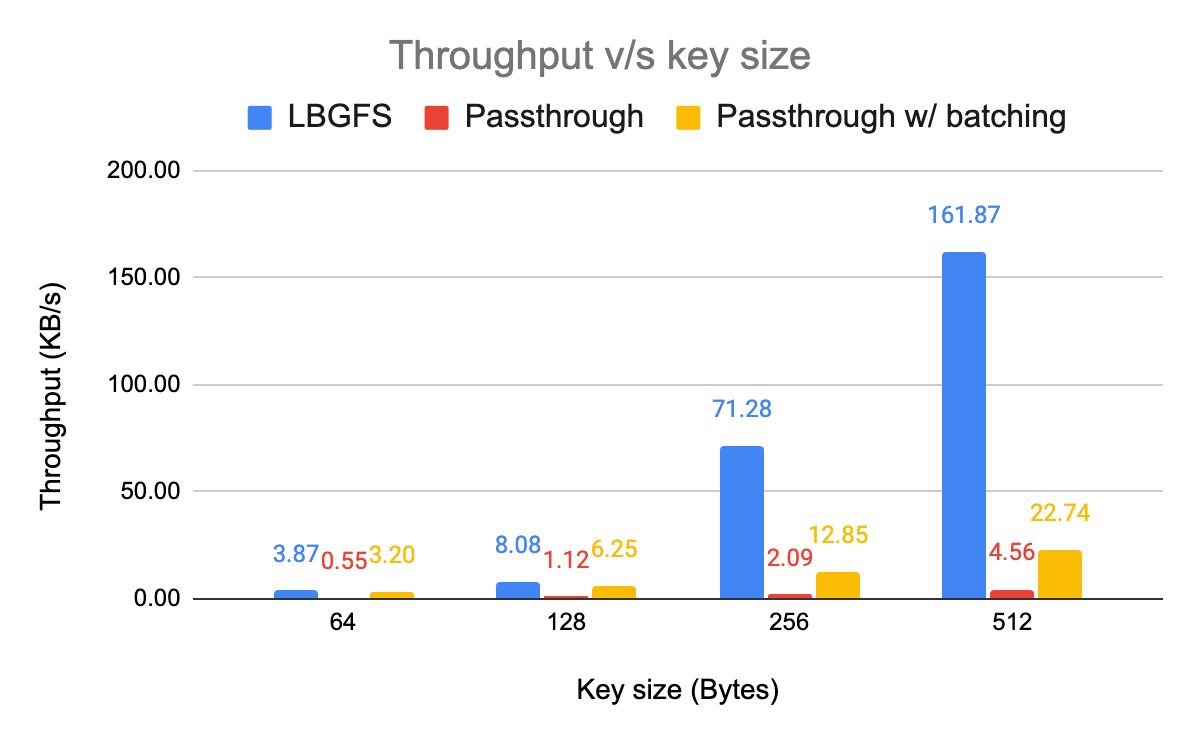 Throughput v/s key size
LBGFS Passthrough Passthrough w/ batching
200.00
150.00
100.00
50.00
0.00
Throughput (KB/s)
3.87 0.55 3.20
8.08 1.12 6.25
71.28 2.09 12.85
161.87 4.56 22.74
64 128 256 512
Key size (Bytes)